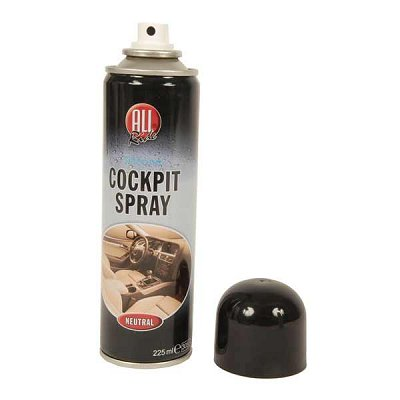 ALL
RIDE
COCKPIT
SPRAY
NEUTRAL
225 ml e